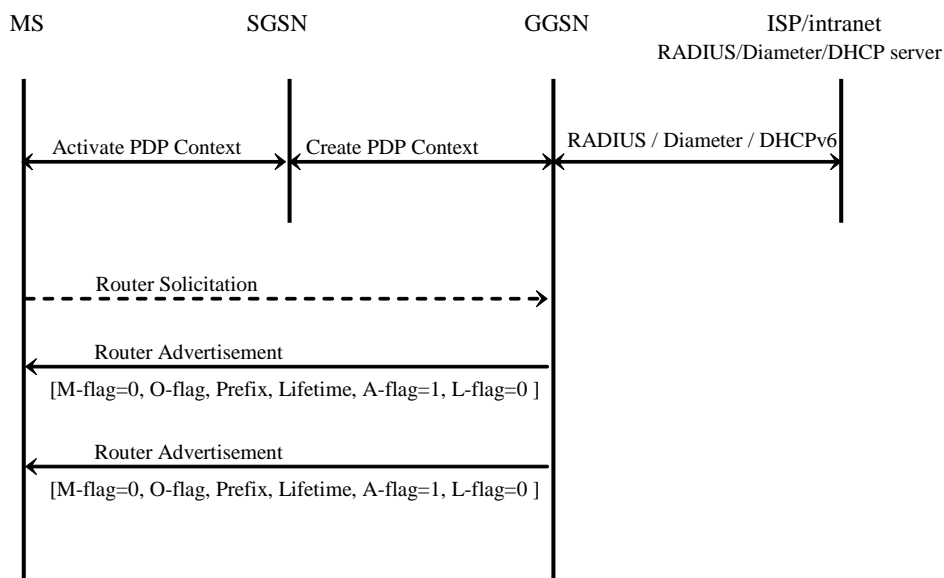 MS
SGSN
GGSN
ISP/intranet
RADIUS/Diameter/DHCP server
Activate PDP Context
Create PDP Context
RADIUS / Diameter / DHCPv6
Router Solicitation
Router Advertisement
[M-flag=0, O-flag, Prefix, Lifetime, A-flag=1, L-flag=0 ]
Router Advertisement
[M-flag=0, O-flag, Prefix, Lifetime, A-flag=1, L-flag=0 ]